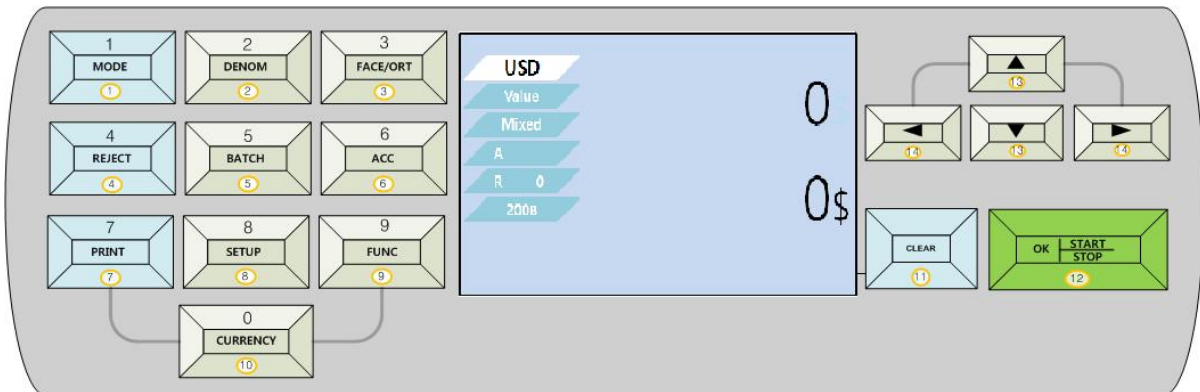 1
MODE
1
2
DENOM
2
3
FACE/ORT
3
4
REJECT
4
5
BATCH
5
6
ACC
6
7
PRINT
7
8
SETUP
8
9
FUNC
9
0
CURRENCY
10
USD
Value
Mixed
A
R 0
200B
0
0$
13
14
13
14
CLEAR
11
OK START
STOP
12